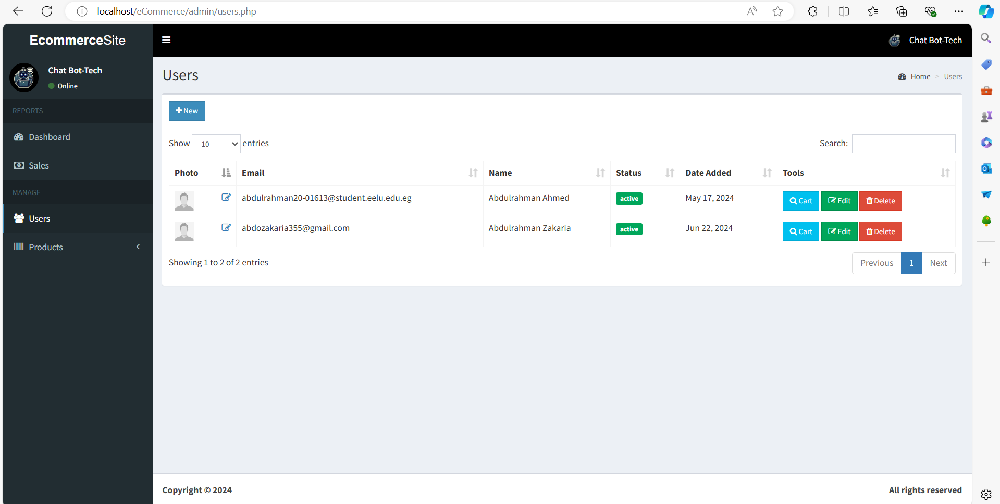 localhost/eCommerce/admin/users.php
EcommerceSite
Chat Bot-Tech
Chat Bot-Tech
Online
Users
Home > Users
REPORTS
Dashboard
Sales
MANAGE
Users
Products
New
Show 10 entries
Search:
Photo Email Name Status Date Added Tools
abdulrahman20-01613@student.eelu.edu.eg Abdulrahman Ahmed active May 17, 2024 Cart Edit Delete
abdozakaria355@gmail.com Abdulrahman Zakaria active Jun 22, 2024 Cart Edit Delete
Showing 1 to 2 of 2 entries
Previous 1 Next
Copyright © 2024
All rights reserved